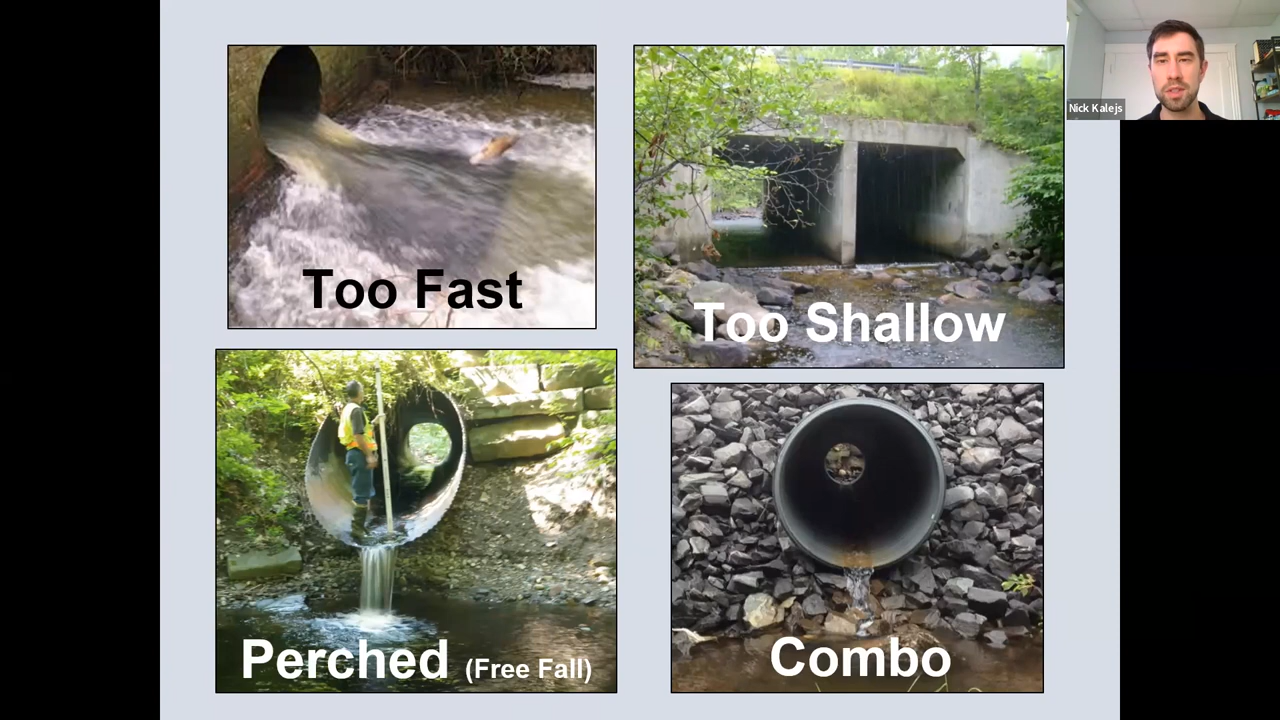 Too Fast
Too Shallow
Nick Kalejs
Perched (Free Fall)
Combo